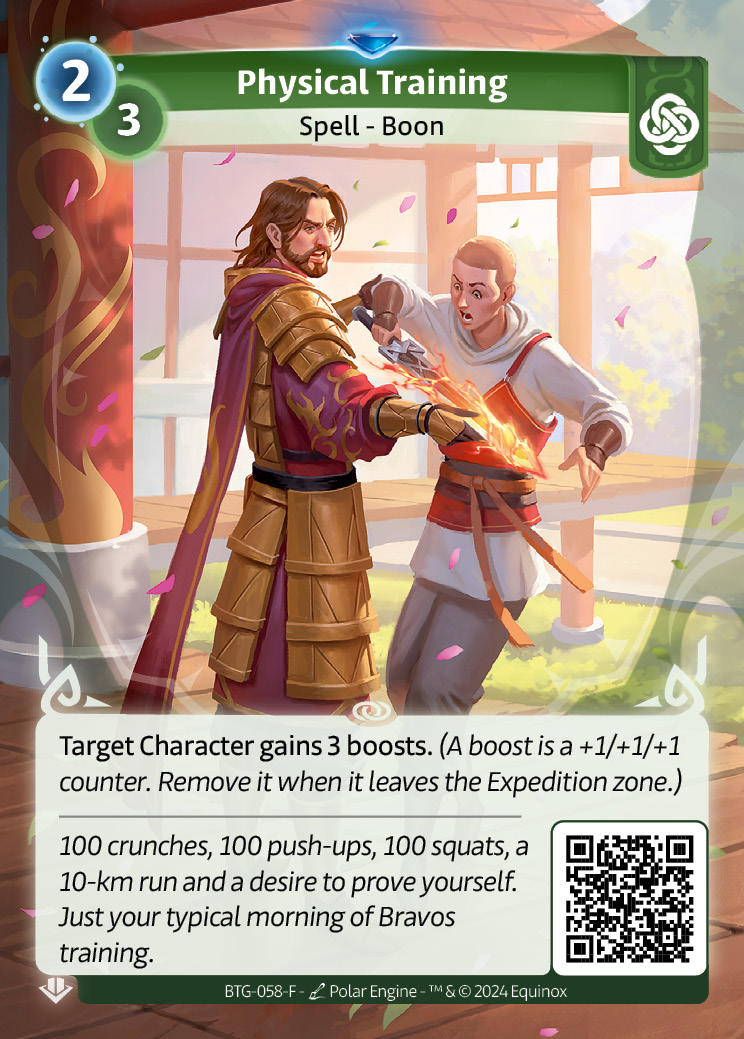 2
Physical Training
3
Spell - Boon
Target Character gains 3 boosts. (A boost is a +1/+1/+1
counter. Remove it when it leaves the Expedition zone.)
100 crunches, 100 push-ups, 100 squats, a
10-km run and a desire to prove yourself.
Just your typical morning of Bravos
training.
BTG-058-F - Polar Engine - ™ & © 2024 Equinox